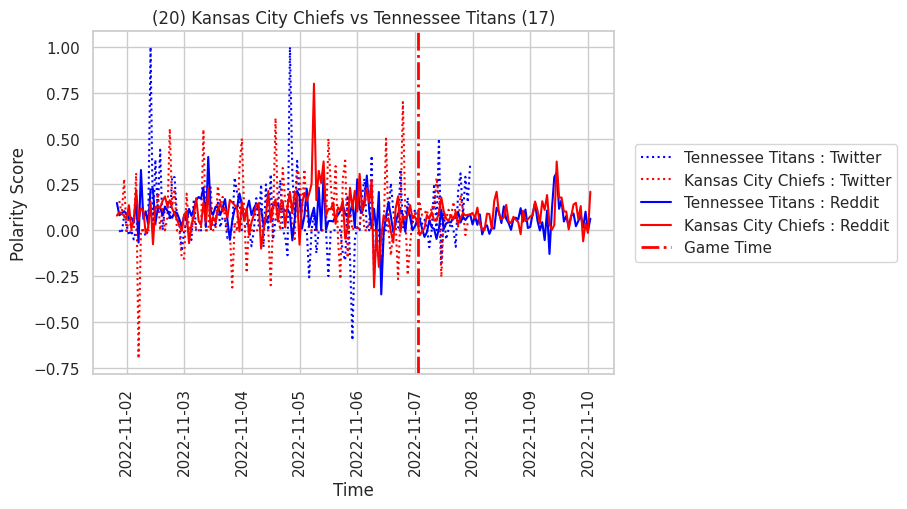 (20) Kansas City Chiefs vs Tennessee Titans (17)
1.00
0.75
0.50
0.25
0.00
−0.25
−0.50
−0.75
Polarity Score
2022-11-02
2022-11-03
2022-11-04
2022-11-05
2022-11-06
2022-11-07
2022-11-08
2022-11-09
2022-11-10
Time
Tennessee Titans : Twitter
Kansas City Chiefs : Twitter
Tennessee Titans : Reddit
Kansas City Chiefs : Reddit
Game Time